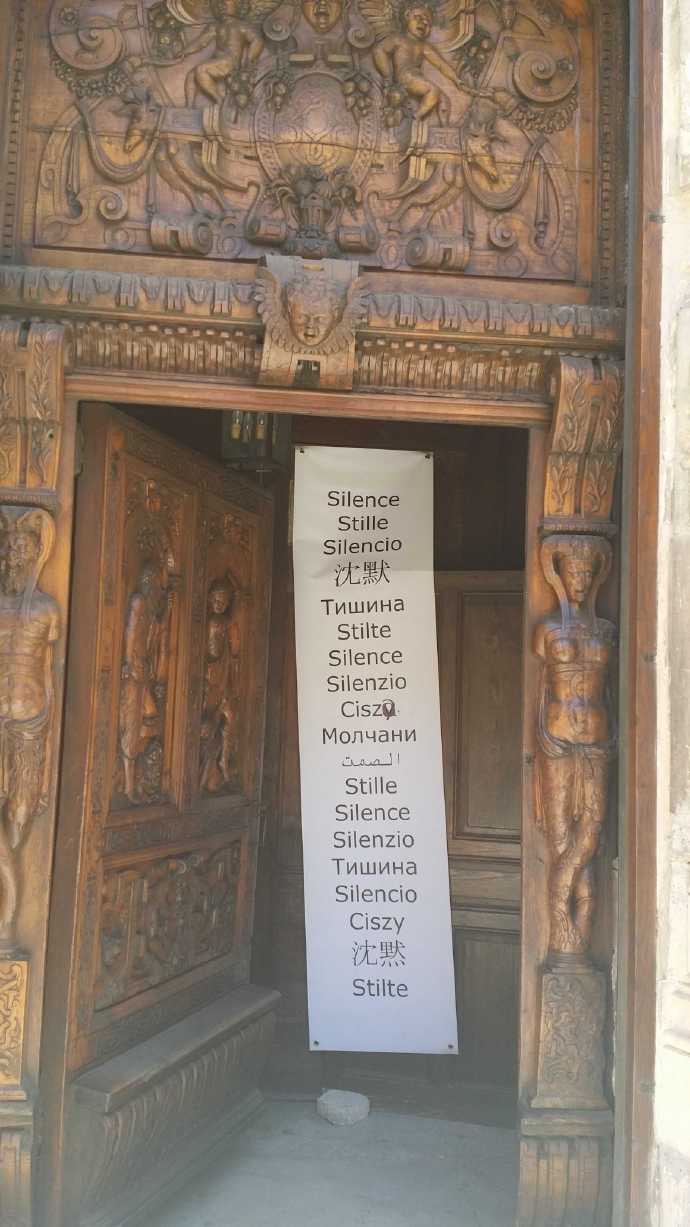 Silence
Stille
Silencio
沈默
Тишина
Stilte
Silence
Silenzio
Ciszy
Молчани
الصمت
Stille
Silence
Silenzio
Тишина
Silencio
Ciszy
沈默
Stilte